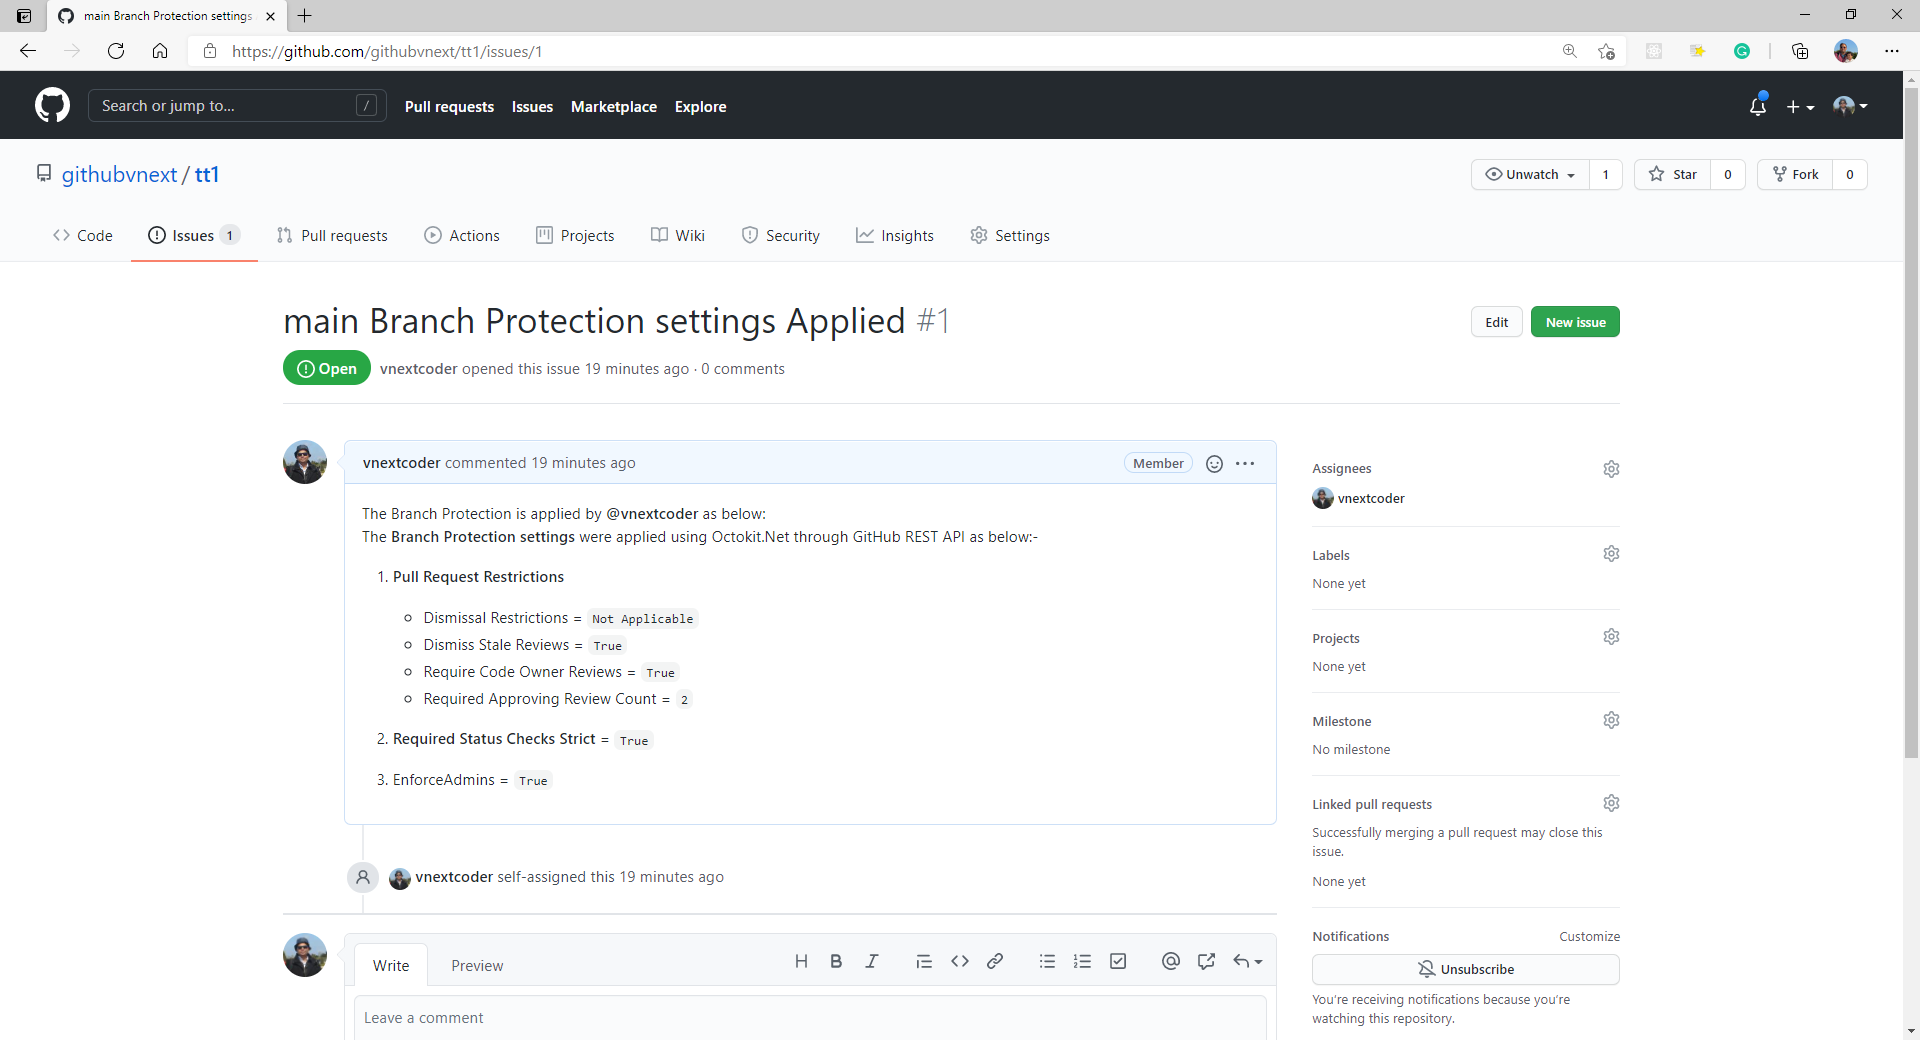 main Branch Protection settings
https://github.com/githubvnext/tt1/issues/1
Search or jump to...
/
Pull requests
Issues
Marketplace
Explore
githubvnext / tt1
Unwatch
1
Star
0
Fork
0
Code
Issues 1
Pull requests
Actions
Projects
Wiki
Security
Insights
Settings
main Branch Protection settings Applied #1
Edit
New issue
Open
vnextcoder opened this issue 19 minutes ago · 0 comments
vnextcoder commented 19 minutes ago
Member
The Branch Protection is applied by @vnextcoder as below:
The Branch Protection settings were applied using Octokit.Net through GitHub REST API as below:-
1. Pull Request Restrictions
Dismissal Restrictions = Not Applicable
Dismiss Stale Reviews = True
Require Code Owner Reviews = True
Required Approving Review Count = 2
2. Required Status Checks Strict = True
3. EnforceAdmins = True
vnextcoder self-assigned this 19 minutes ago
Write
Preview
Leave a comment
Assignees
vnextcoder
Labels
None yet
Projects
None yet
Milestone
No milestone
Linked pull requests
Successfully merging a pull request may close this
issue.
None yet
Notifications
Customize
Unsubscribe
You're receiving notifications because you're
watching this repository.